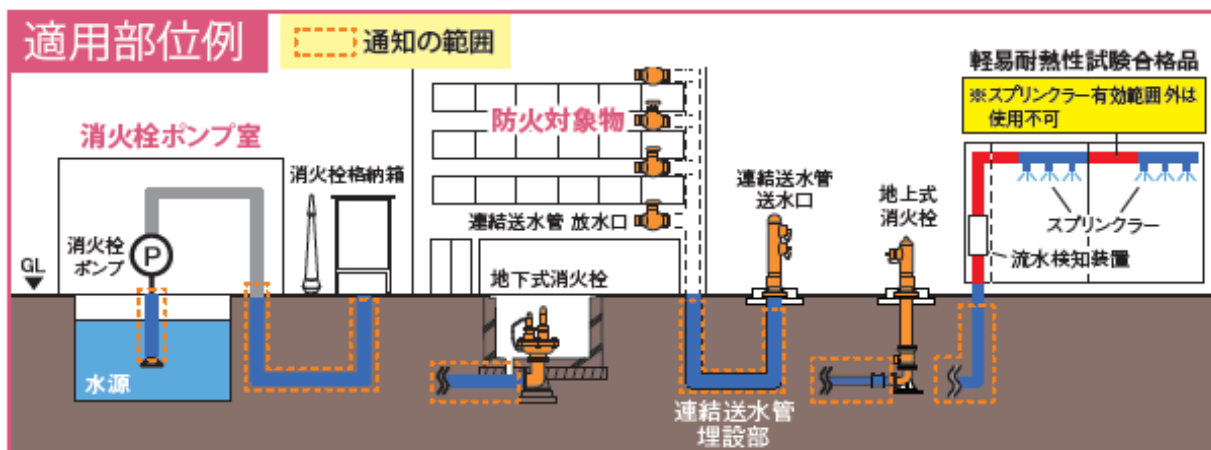 適用部位例
通知の範囲
軽易耐熱性試験合格品
※スプリンクラー有効範囲外は
使用不可
防火対象物
消火栓ポンプ室
消火栓格納箱
連結送水管
送水口
地上式
消火栓
連結送水管 放水口
スプリンクラー
流水検知装置
消火栓
ポンプ
P
GL
地下式消火栓
水源
連結送水管
埋設部